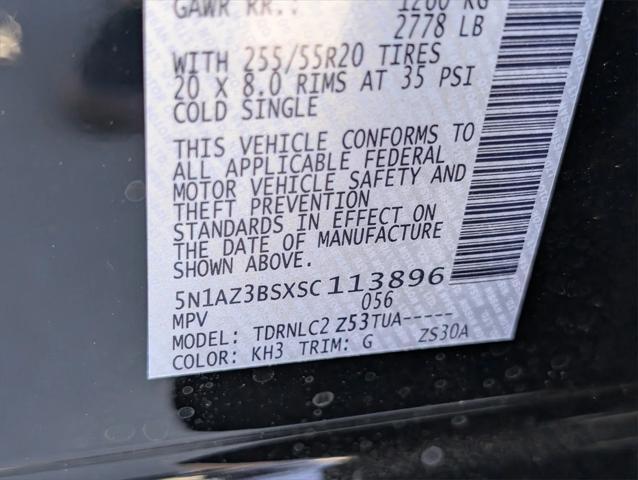 GAWR RR.: 1260 KG
2778 LB
WITH 255/55R20 TIRES
20 X 8.0 RIMS AT 35 PSI
COLD SINGLE
THIS VEHICLE CONFORMS TO
ALL APPLICABLE FEDERAL
MOTOR VEHICLE SAFETY AND
THEFT PREVENTION
STANDARDS IN EFFECT ON
THE DATE OF MANUFACTURE
SHOWN ABOVE.
5N1AZ3BSXSC113896
MPV 056
MODEL: TDRNLC2 Z53TUA-----
COLOR: KH3 TRIM: G ZS30A